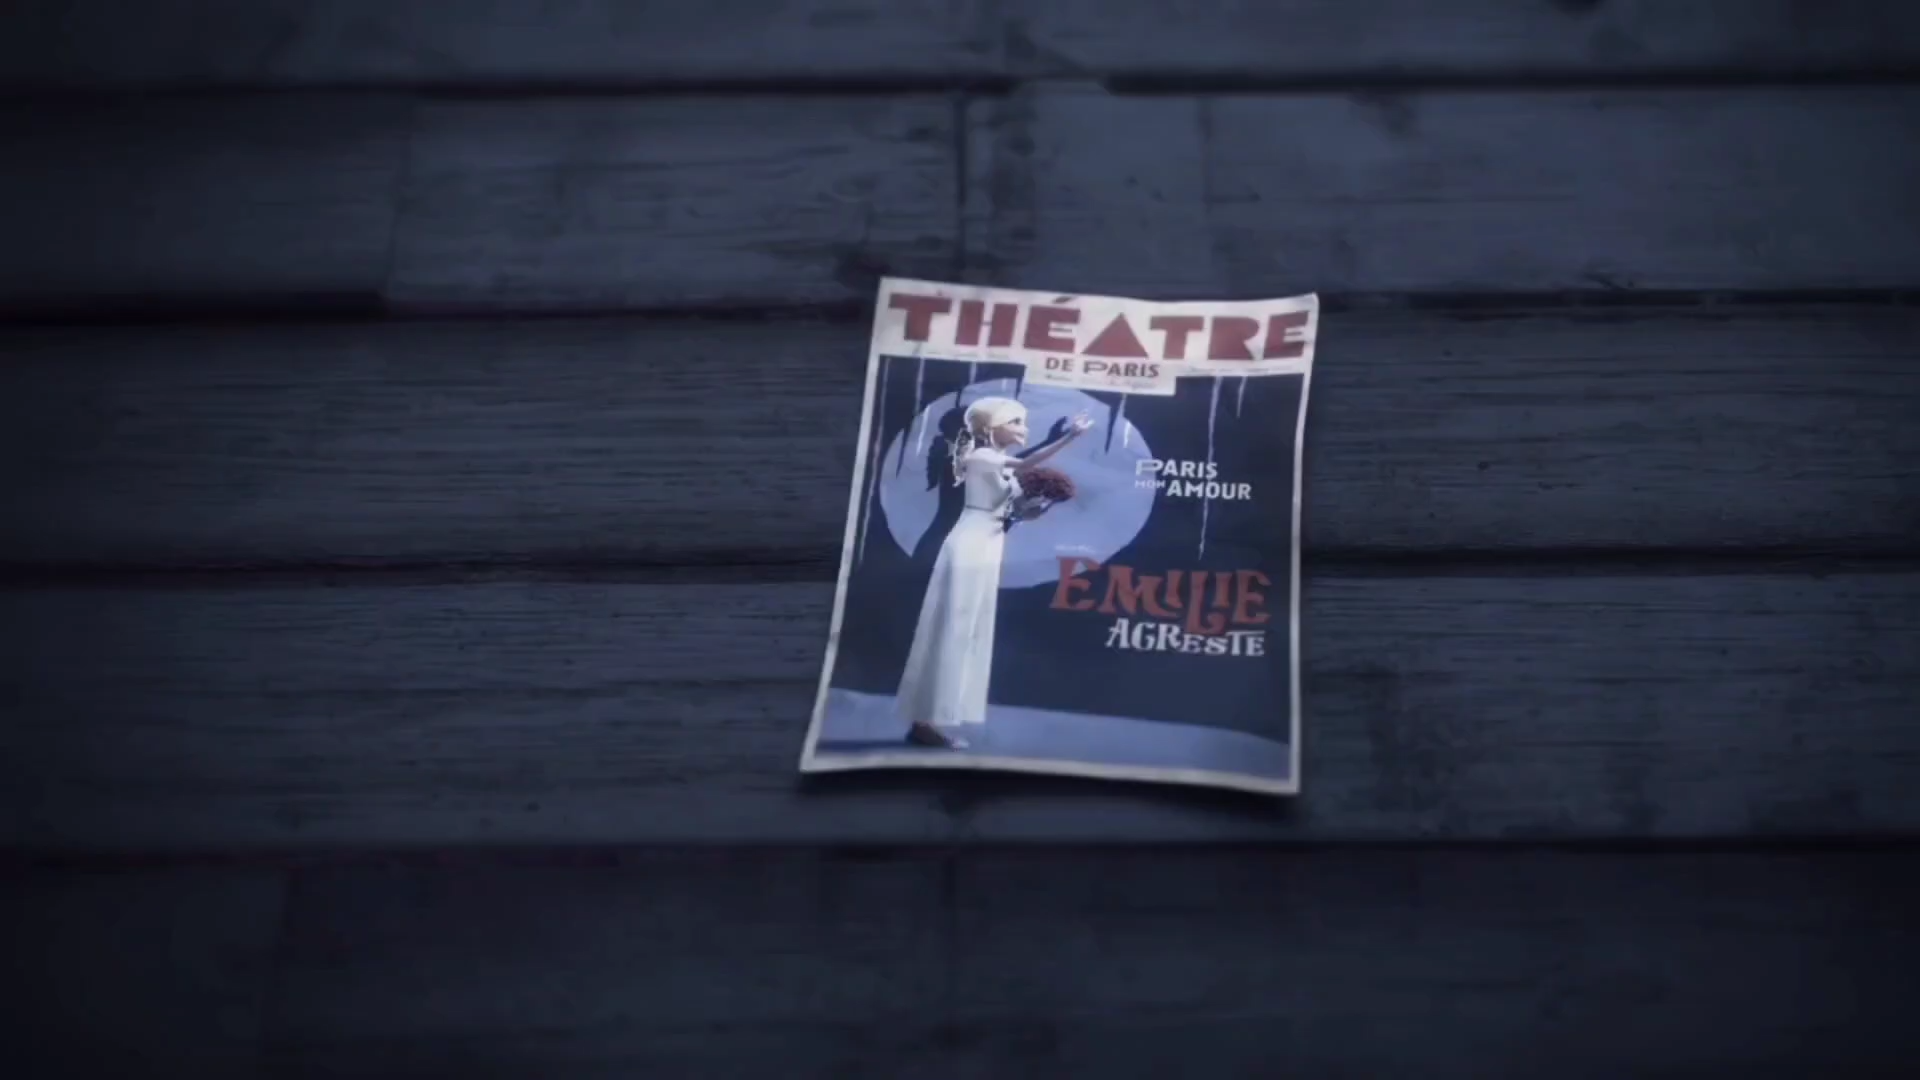 THÉATRE
DE PARIS
PARIS
MON AMOUR
EMILIE
AGRESTE